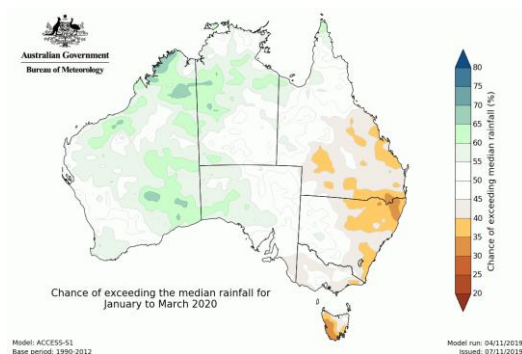 Australian Government
Bureau of Meteorology
80
75
70
65
60
55
50
45
40
35
30
25
20
Chance of exceeding median rainfall (%)
Chance of exceeding the median rainfall for
January to March 2020
Model: ACCESS-S1
Base period: 1990-2012
Model run: 04/11/2019
Issued: 07/11/2019